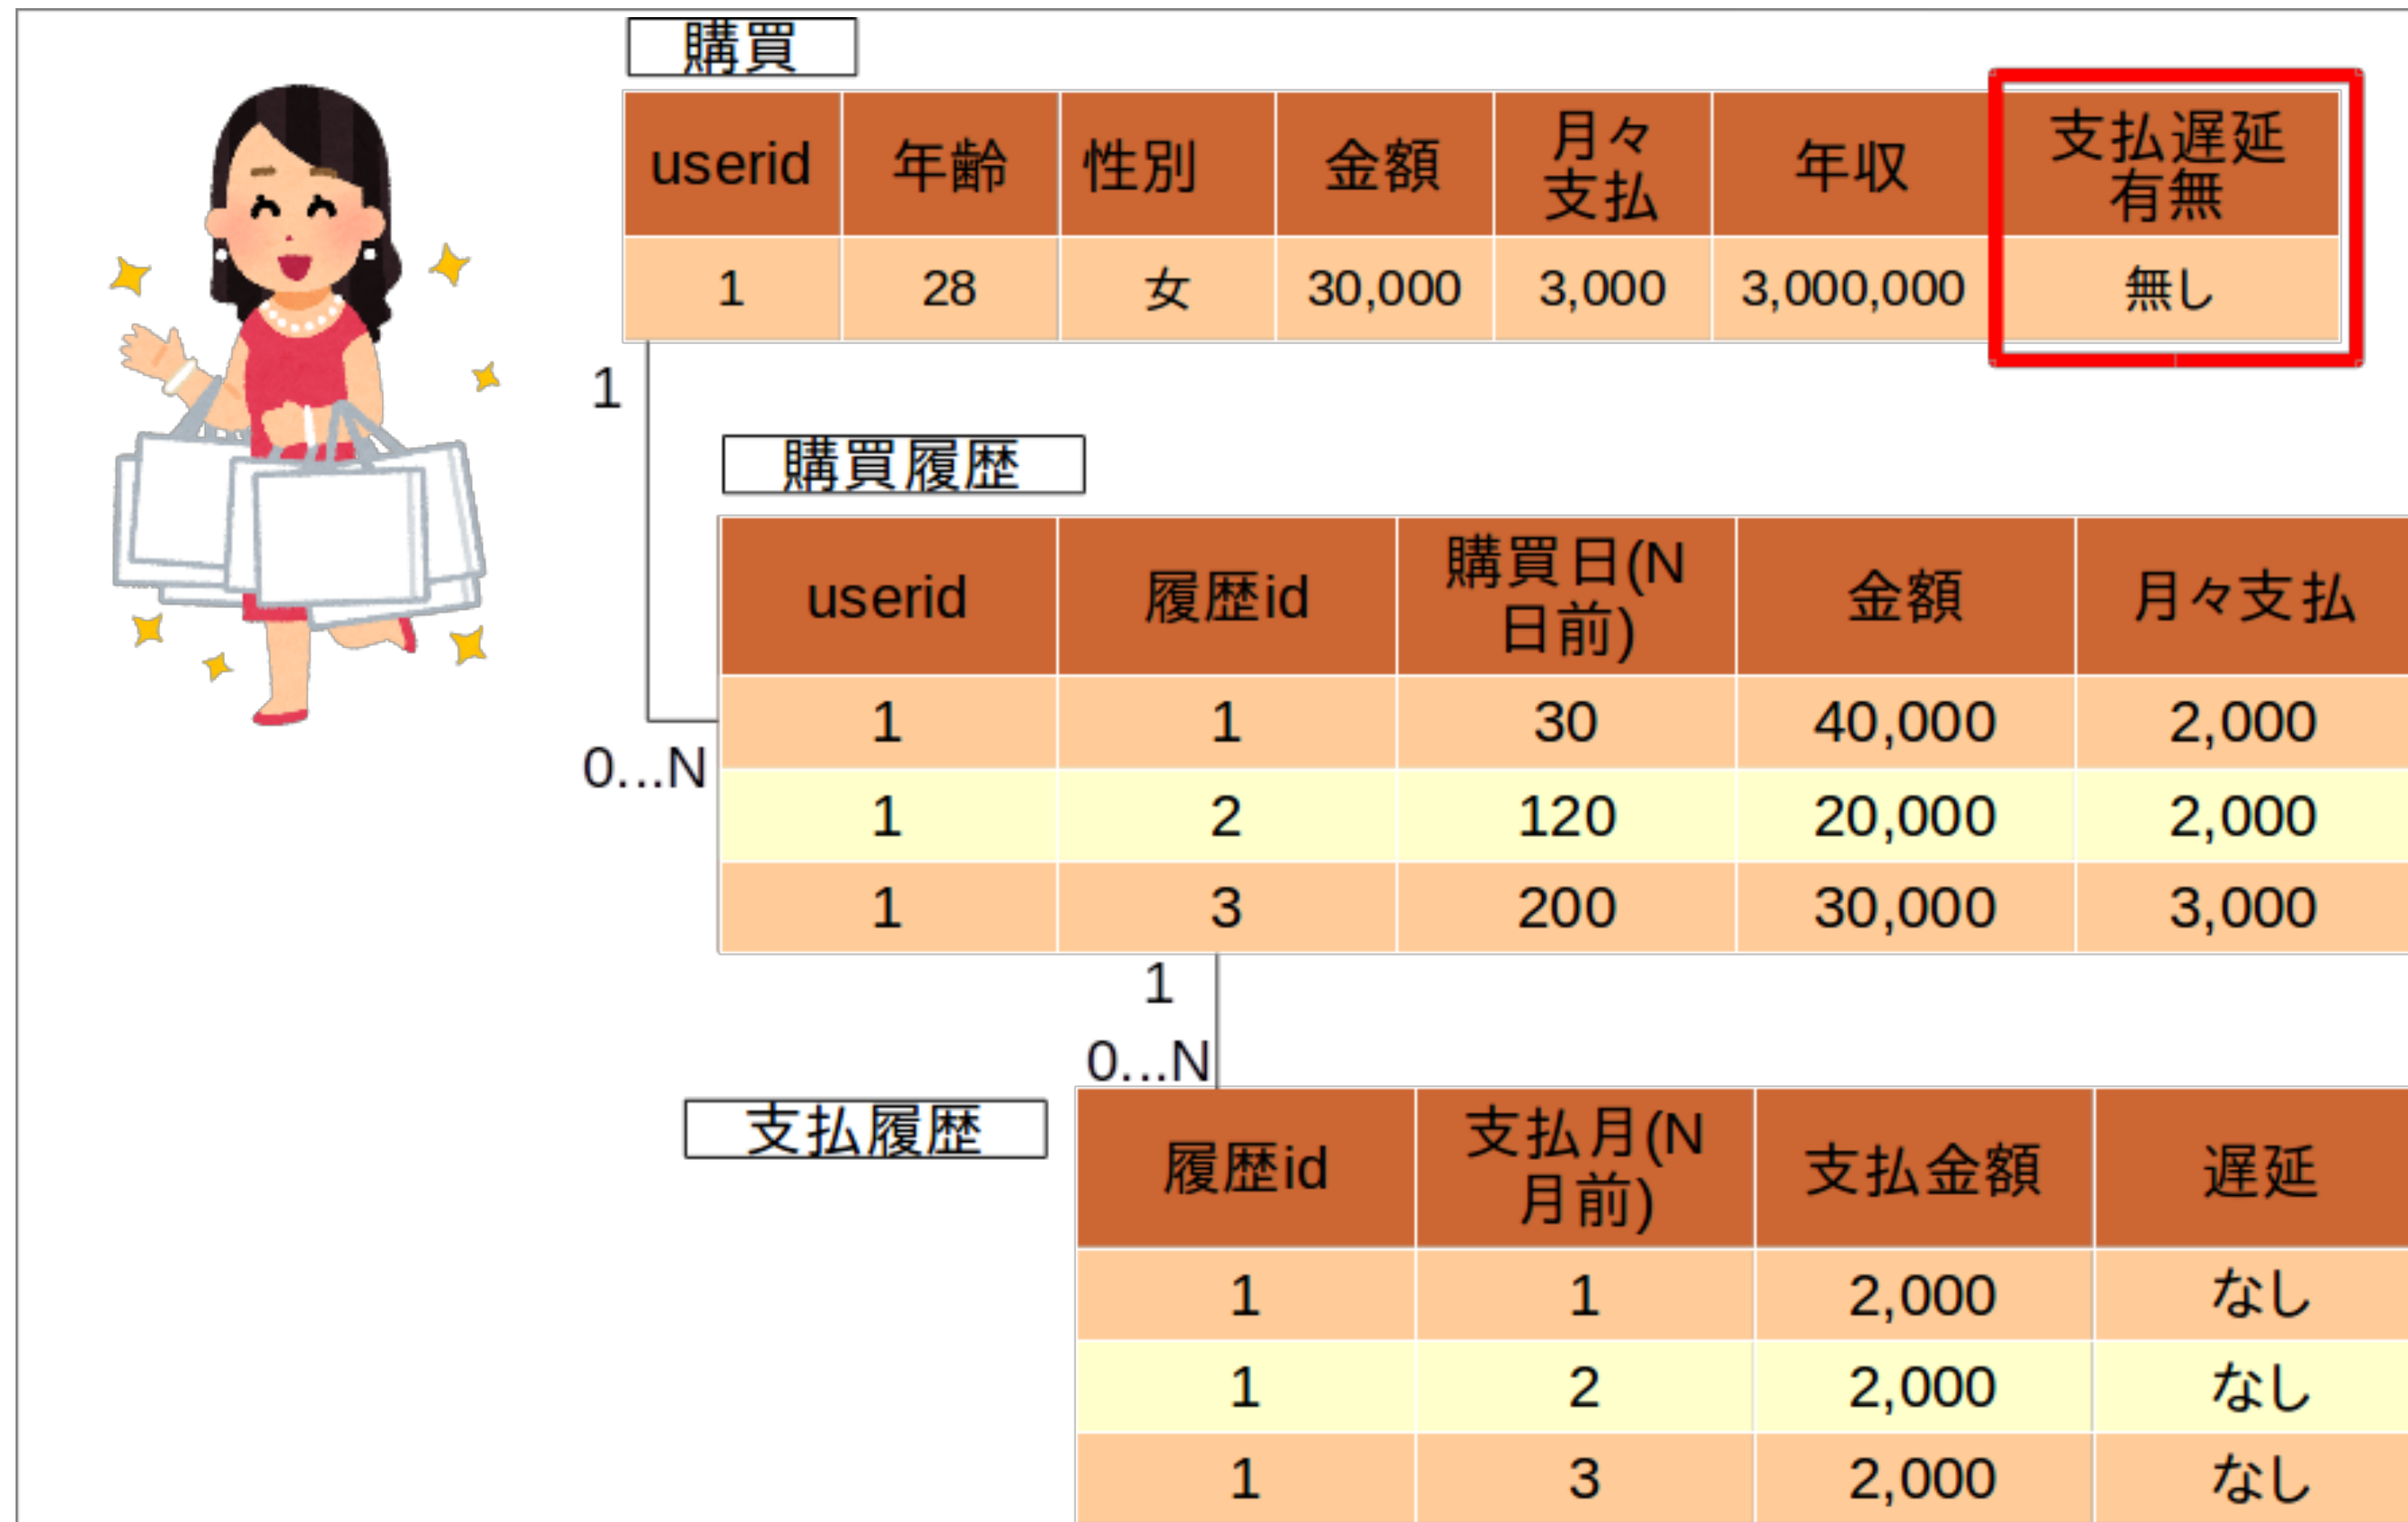 購買
userid 年齢 性別 金額 月々支払 年収 支払遅延有無
1 28 女 30,000 3,000 3,000,000 無し
1
購買履歴
userid 履歴id 購買日(N日前) 金額 月々支払
1 1 30 40,000 2,000
0...N
1 2 120 20,000 2,000
1 3 200 30,000 3,000
1
0...N
支払履歴
履歴id 支払月(N月前) 支払金額 遅延
1 1 2,000 なし
1 2 2,000 なし
1 3 2,000 なし